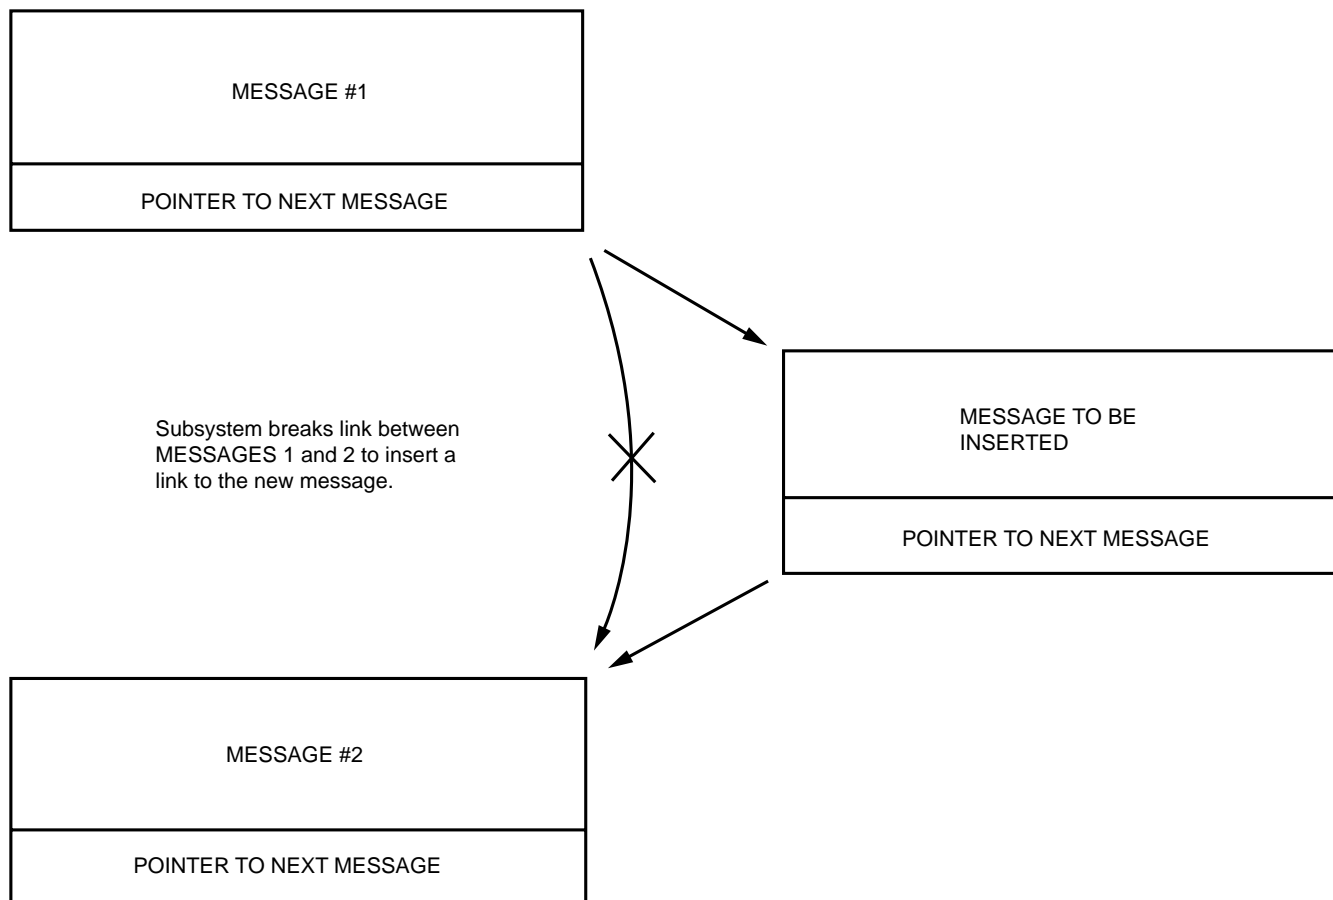 MESSAGE #1
POINTER TO NEXT MESSAGE
Subsystem breaks link between
MESSAGES 1 and 2 to insert a
link to the new message.
MESSAGE TO BE
INSERTED
POINTER TO NEXT MESSAGE
MESSAGE #2
POINTER TO NEXT MESSAGE